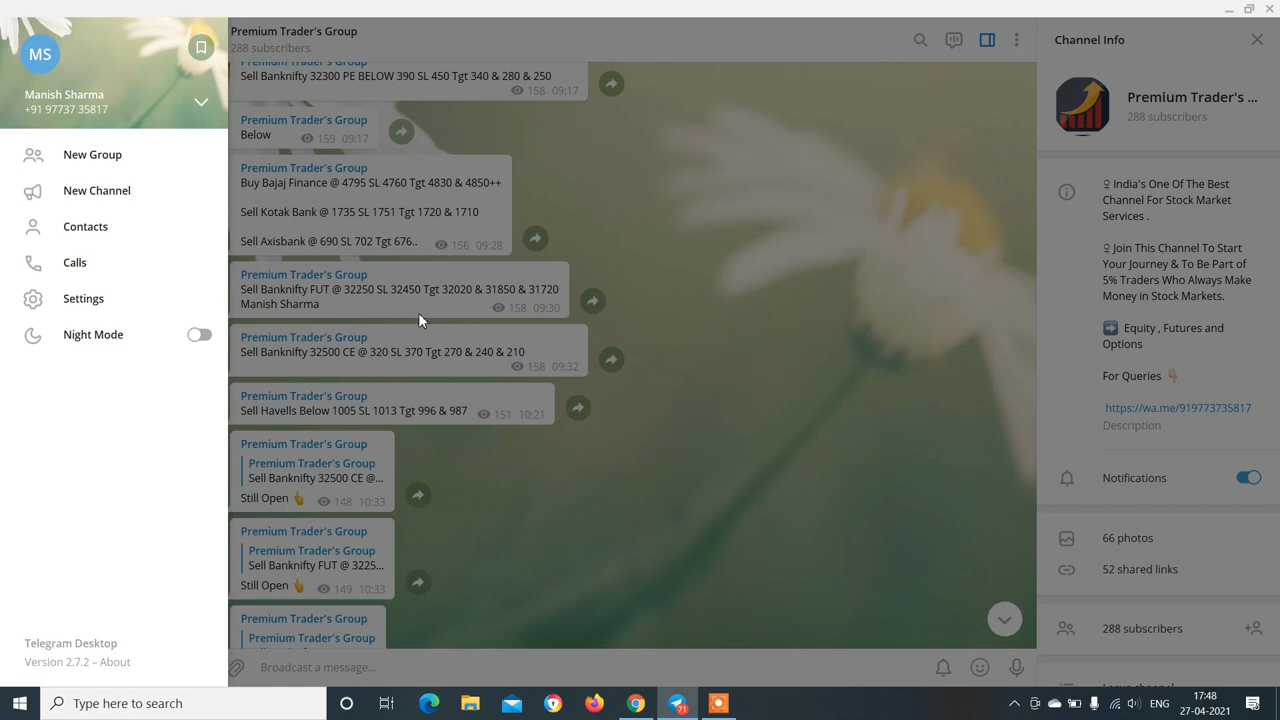 MS
Manish Sharma
+91 97737 35817
New Group
New Channel
Contacts
Calls
Settings
Night Mode
Telegram Desktop
Version 2.7.2 – About
Premium Trader's Group
288 subscribers
Premium Trader's Group
Sell Banknifty 32300 PE BELOW 390 SL 450 Tgt 340 & 280 & 250
158 09:17
Premium Trader's Group
Below 159 09:17
Premium Trader's Group
Buy Bajaj Finance @ 4795 SL 4760 Tgt 4830 & 4850++
Sell Kotak Bank @ 1735 SL 1751 Tgt 1720 & 1710
Sell Axisbank @ 690 SL 702 Tgt 676.. 156 09:28
Premium Trader's Group
Sell Banknifty FUT @ 32250 SL 32450 Tgt 32020 & 31850 & 31720
Manish Sharma 158 09:30
Premium Trader's Group
Sell Banknifty 32500 CE @ 320 SL 370 Tgt 270 & 240 & 210
158 09:32
Premium Trader's Group
Sell Havells Below 1005 SL 1013 Tgt 996 & 987 151 10:21
Premium Trader's Group
Premium Trader's Group
Sell Banknifty 32500 CE @...
Still Open 148 10:33
Premium Trader's Group
Premium Trader's Group
Sell Banknifty FUT @ 3225...
Still Open 149 10:33
Premium Trader's Group
Premium Trader's Group
Broadcast a message...
Channel Info
Premium Trader's ...
288 subscribers
India's One Of The Best
Channel For Stock Market
Services .
Join This Channel To Start
Your Journey & To Be Part of
5% Traders Who Always Make
Money in Stock Markets.
Equity , Futures and
Options
For Queries
https://wa.me/919773735817
Description
Notifications
66 photos
52 shared links
288 subscribers
Type here to search
71
ENG
17:48
27-04-2021